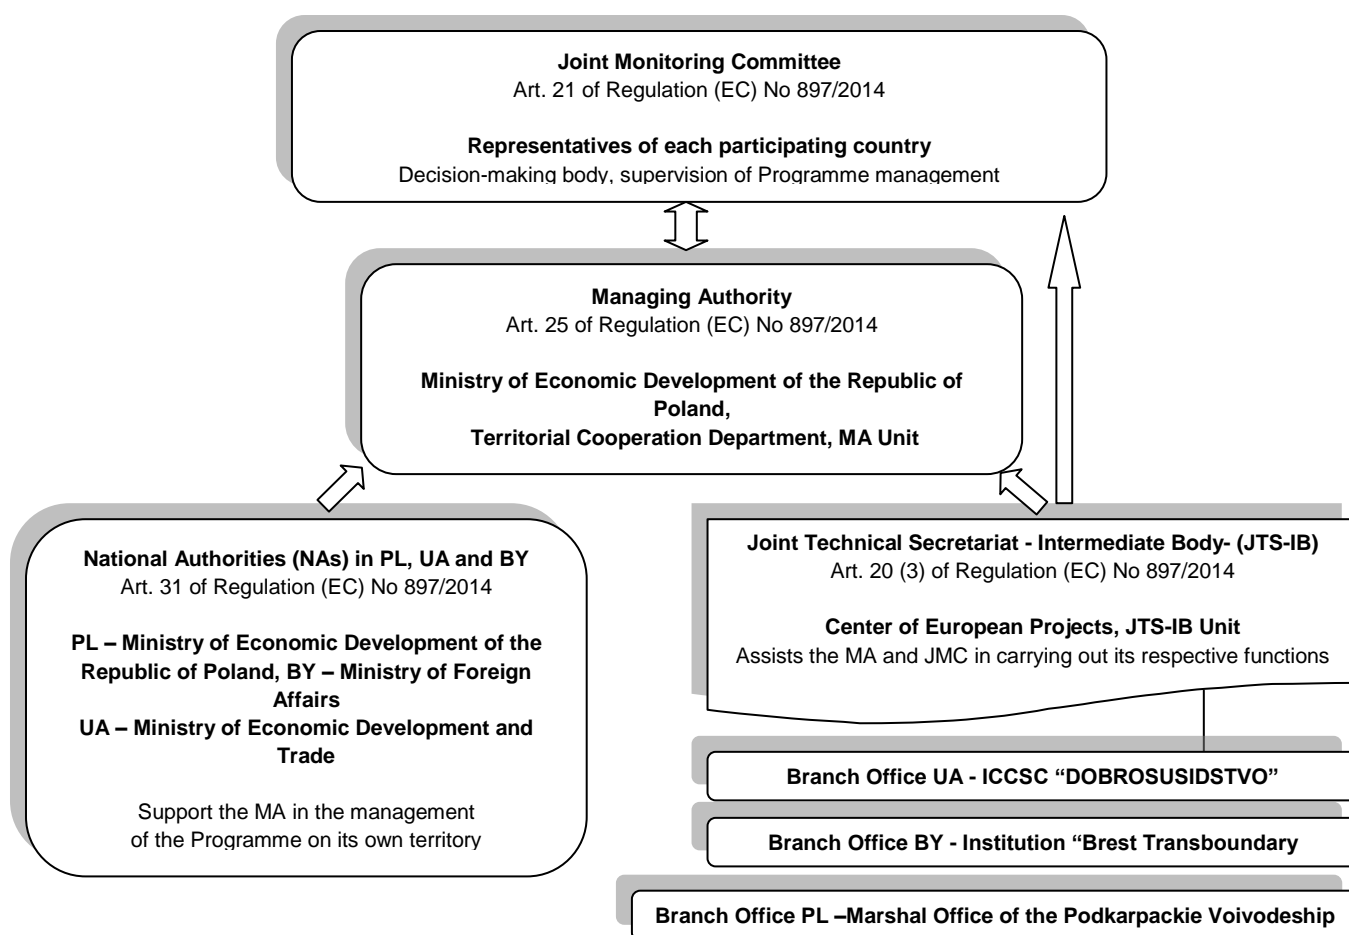 Joint Monitoring Committee
Art. 21 of Regulation (EC) No 897/2014
Representatives of each participating country
Decision-making body, supervision of Programme management
Managing Authority
Art. 25 of Regulation (EC) No 897/2014
Ministry of Economic Development of the Republic of
Poland,
Territorial Cooperation Department, MA Unit
National Authorities (NAs) in PL, UA and BY
Art. 31 of Regulation (EC) No 897/2014
PL – Ministry of Economic Development of the
Republic of Poland, BY – Ministry of Foreign
Affairs
UA – Ministry of Economic Development and
Trade
Support the MA in the management
of the Programme on its own territory
Joint Technical Secretariat - Intermediate Body- (JTS-IB)
Art. 20 (3) of Regulation (EC) No 897/2014
Center of European Projects, JTS-IB Unit
Assists the MA and JMC in carrying out its respective functions
Branch Office UA - ICCSC “DOBROSUSIDSTVO”
Branch Office BY - Institution “Brest Transboundary
Branch Office PL –Marshal Office of the Podkarpackie Voivodeship